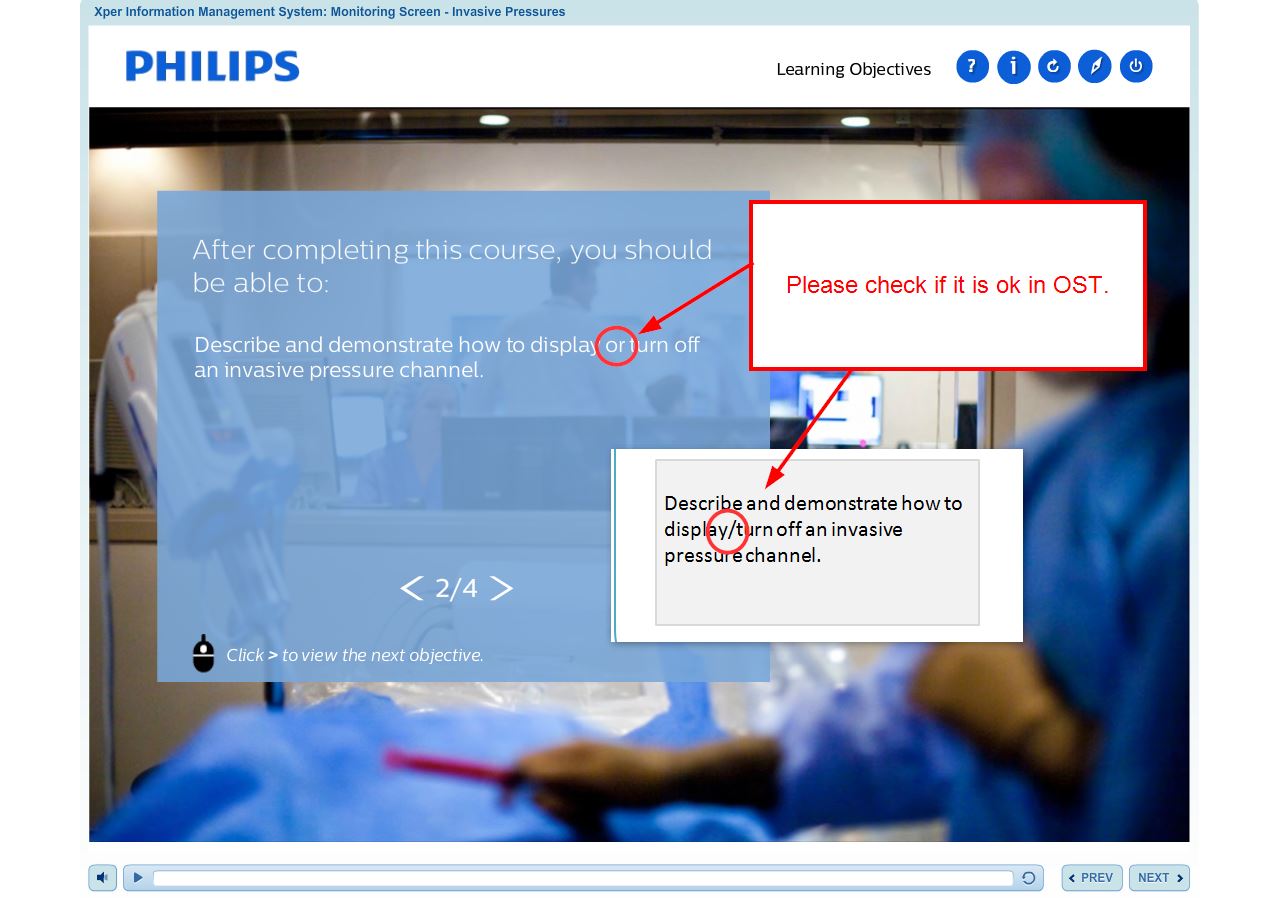 Xper Information Management System: Monitoring Screen - Invasive Pressures
PHILIPS
Learning Objectives
After completing this course, you should
be able to:
Please check if it is ok in OST.
Describe and demonstrate how to display or turn off
an invasive pressure channel.
Describe and demonstrate how to
display/turn off an invasive
pressure channel.
< 2/4 >
Click > to view the next objective.
PREV
NEXT